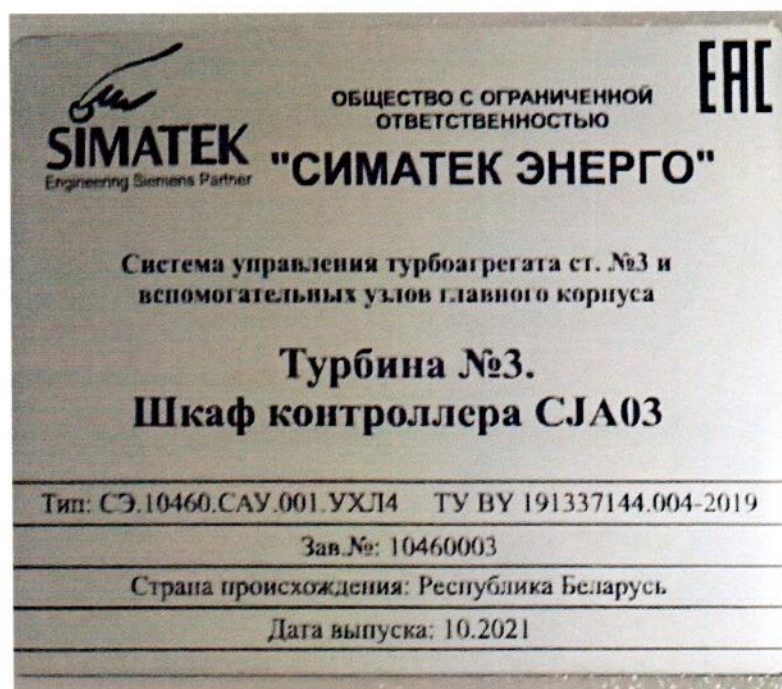 EAC
SIMATEK
Engineering Siemens Partner
ОБЩЕСТВО С ОГРАНИЧЕННОЙ
ОТВЕТСТВЕННОСТЬЮ
"СИМАТЕК ЭНЕРГО"
Система управления турбоагрегата ст. №3 и
вспомогательных узлов главного корпуса
Турбина №3.
Шкаф контроллера CJA03
Тип: СЭ.10460.САУ.001.УХЛ4 ТУ BY 191337144.004-2019
Зав.№: 10460003
Страна происхождения: Республика Беларусь
Дата выпуска: 10.2021